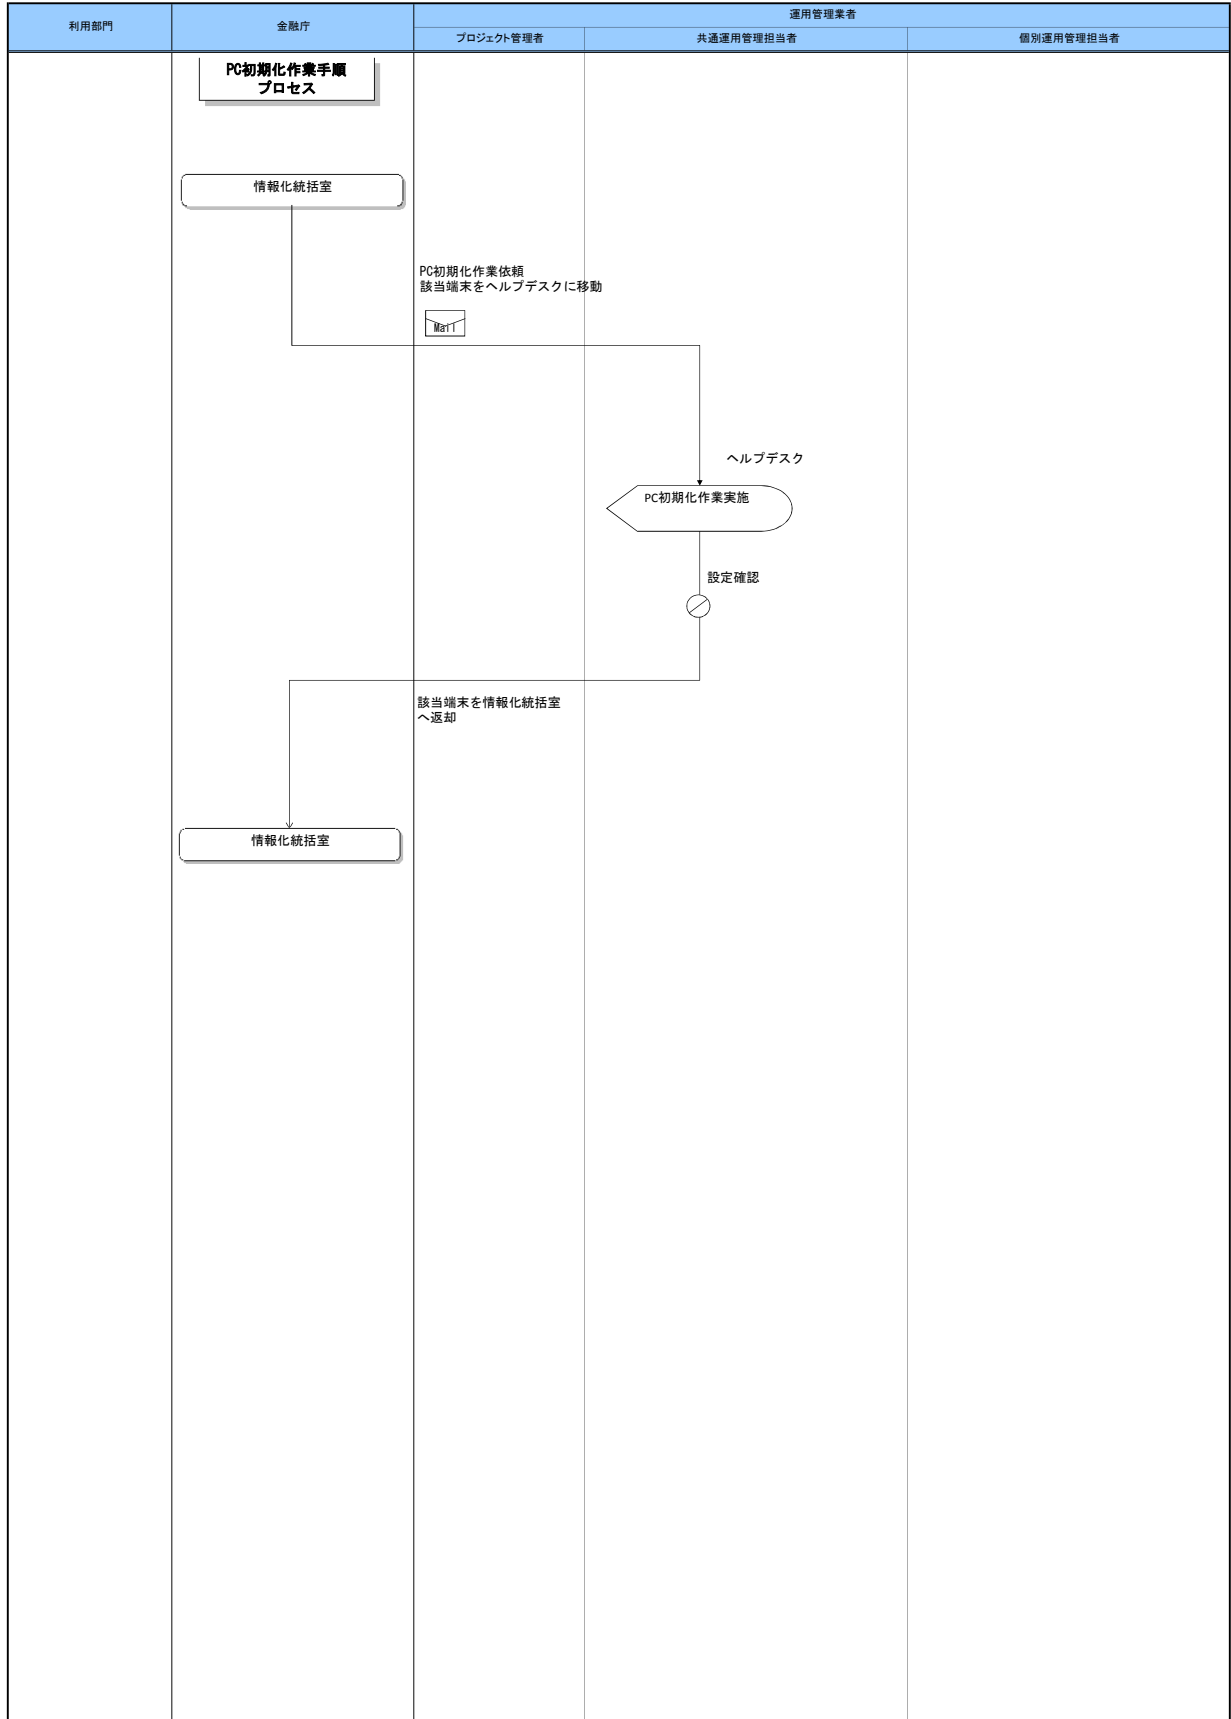 利用部門
金融庁
運用管理業者
プロジェクト管理者
共通運用管理担当者
個別運用管理担当者
PC初期化作業手順
プロセス
情報化統括室
PC初期化作業依頼
該当端末をヘルプデスクに移動
Mail
ヘルプデスク
PC初期化作業実施
設定確認
該当端末を情報化統括室
へ返却
情報化統括室